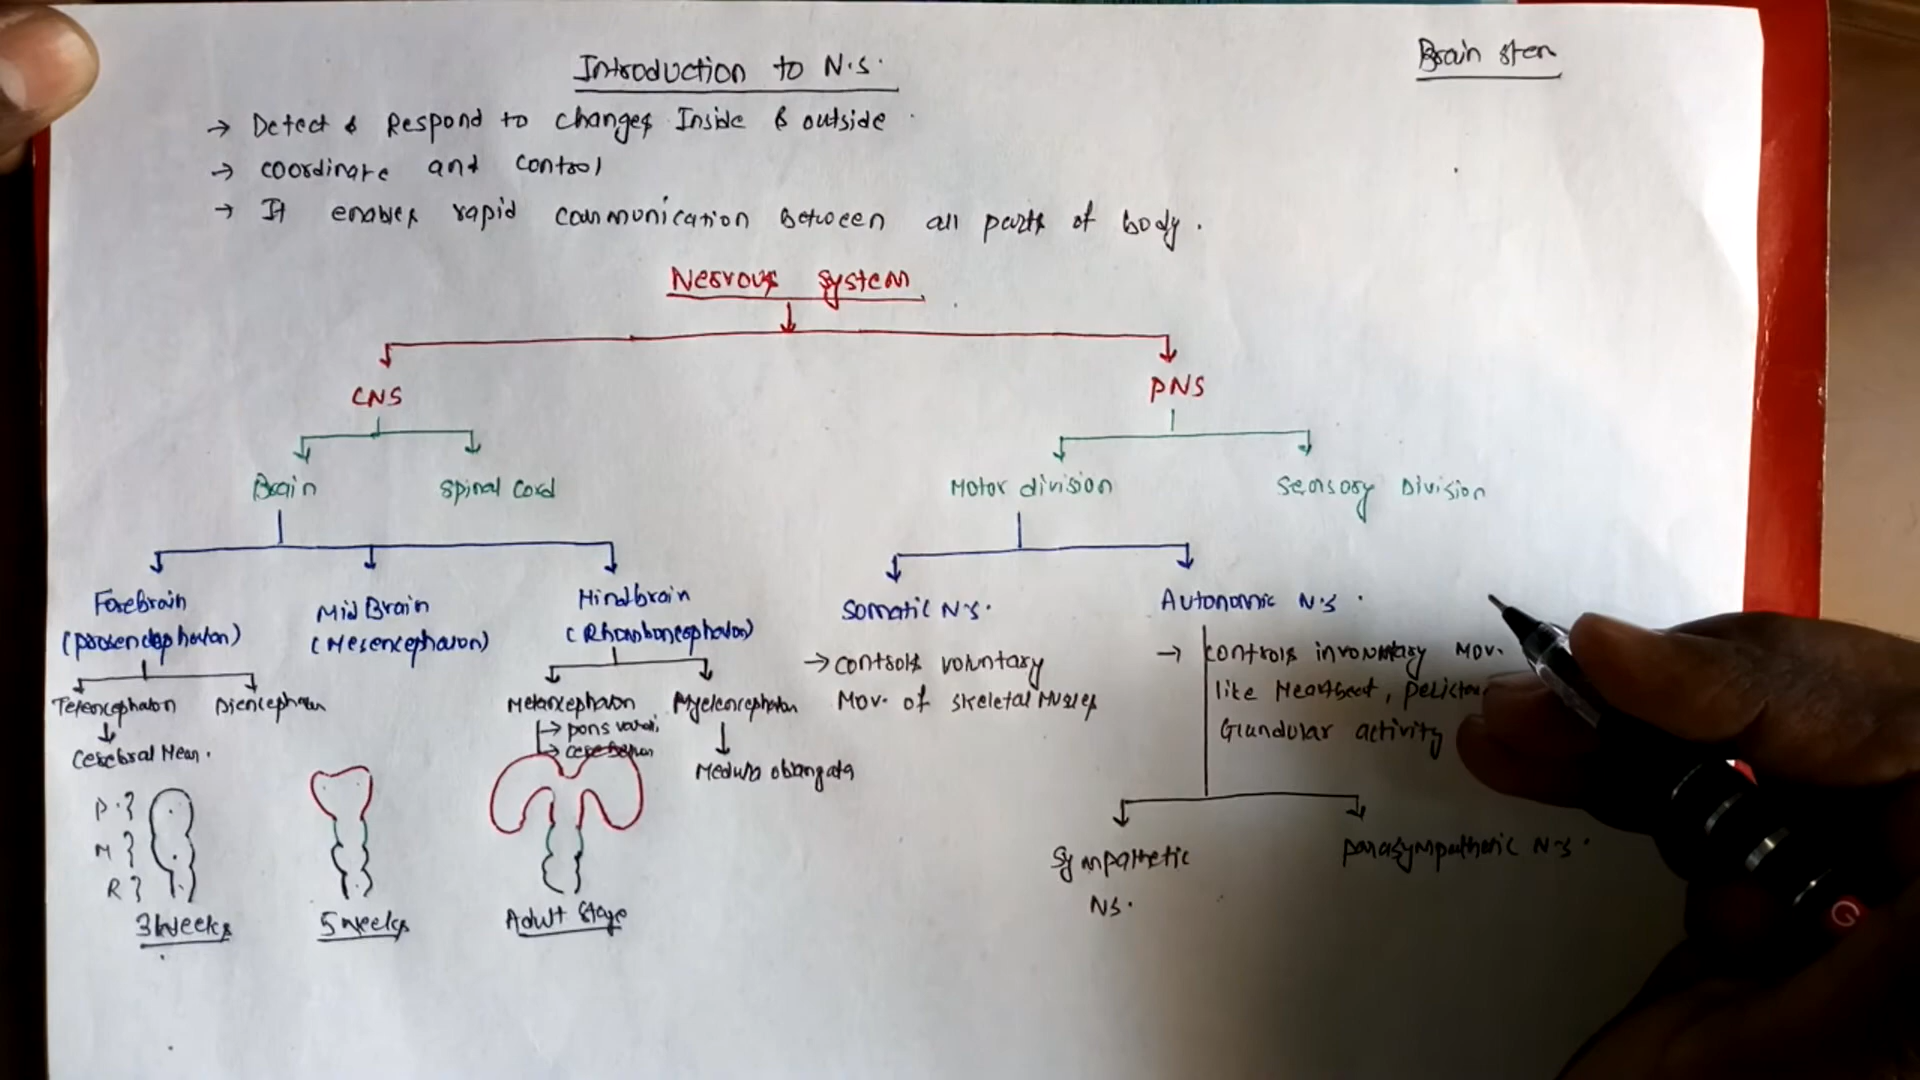 Introduction to N.S.
Brain stem
→ Detect & Respond to changes Inside & outside
→ coordinate and control
→ It enables rapid communication Between all parts of body.
Nervous system
CNS
PNS
Brain
Spinal Cord
Motor division
Sensory Division
ForeBrain
(Prosencephalon)
Mid Brain
(Mesencephalon)
Hindbrain
(Rhombencephalon)
Somatic N.S.
Autonomic N.S.
→ controls voluntary
Mov. of skeletal Muscles
→ controls involuntary Mov.
like Heartbeat,
Glandular activity
Telencephalon
Diencephalon
Metencephalon
Myelencephalon
Cerebral Hem.
→ pons varoli
→ cerebellum
Medulla oblongata
P
M
R
3 Weeks
5 Weeks
Adult Stage
Sympathetic
NS.
Parasympathetic N.S.